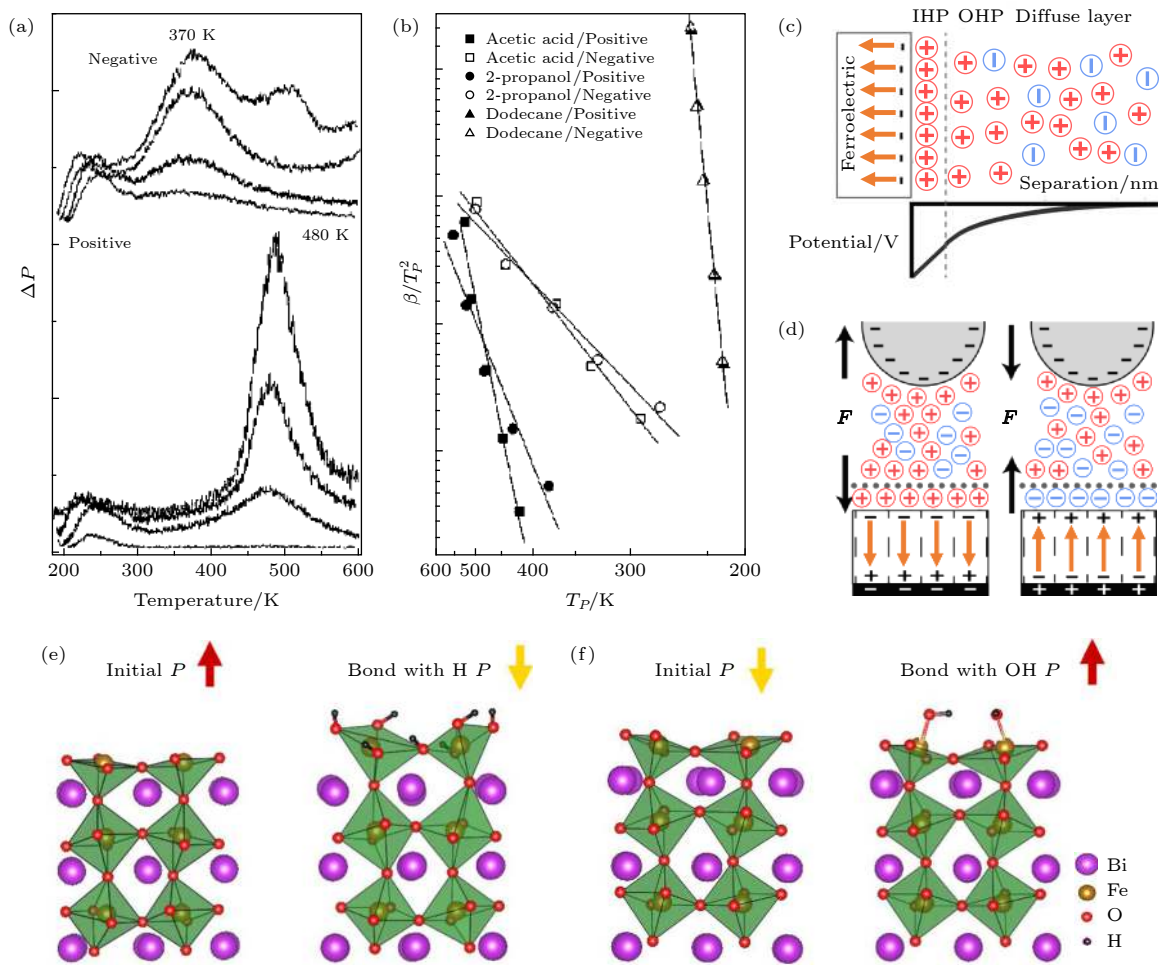 (a)
370 K
Negative
Positive
480 K
ΔP
200
300
400
500
600
Temperature/K
(b)
Acetic acid/Positive
Acetic acid/Negative
2-propanol/Positive
2-propanol/Negative
Dodecane/Positive
Dodecane/Negative
β/T_P^2
600
500
400
300
200
T_P/K
(c)
IHP OHP Diffuse layer
Ferroelectric
Separation/nm
Potential/V
(d)
F
F
(e)
Initial P
Bond with H P
(f)
Initial P
Bond with OH P
Bi
Fe
O
H